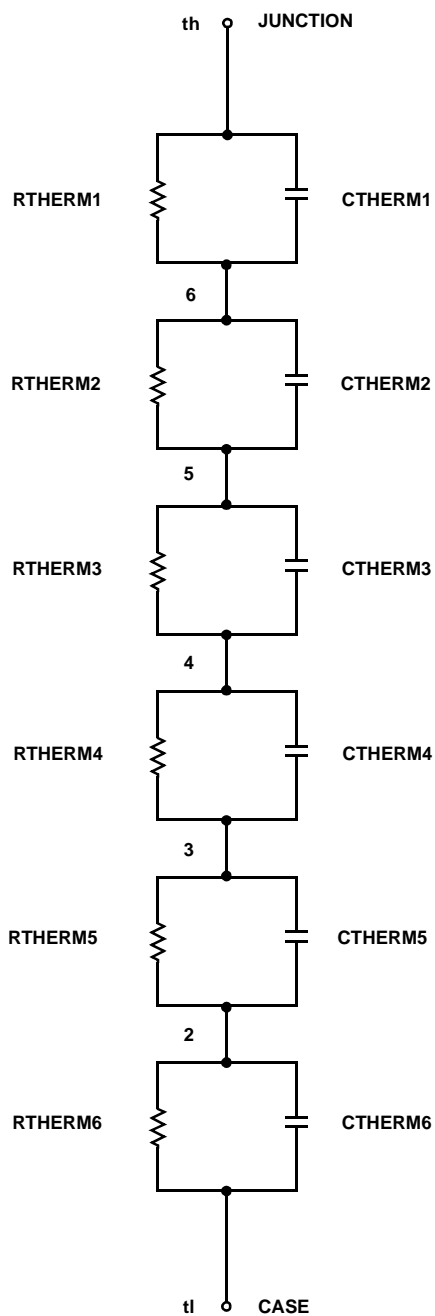 th JUNCTION
RTHERM1 CTHERM1
6
RTHERM2 CTHERM2
5
RTHERM3 CTHERM3
4
RTHERM4 CTHERM4
3
RTHERM5 CTHERM5
2
RTHERM6 CTHERM6
tl CASE